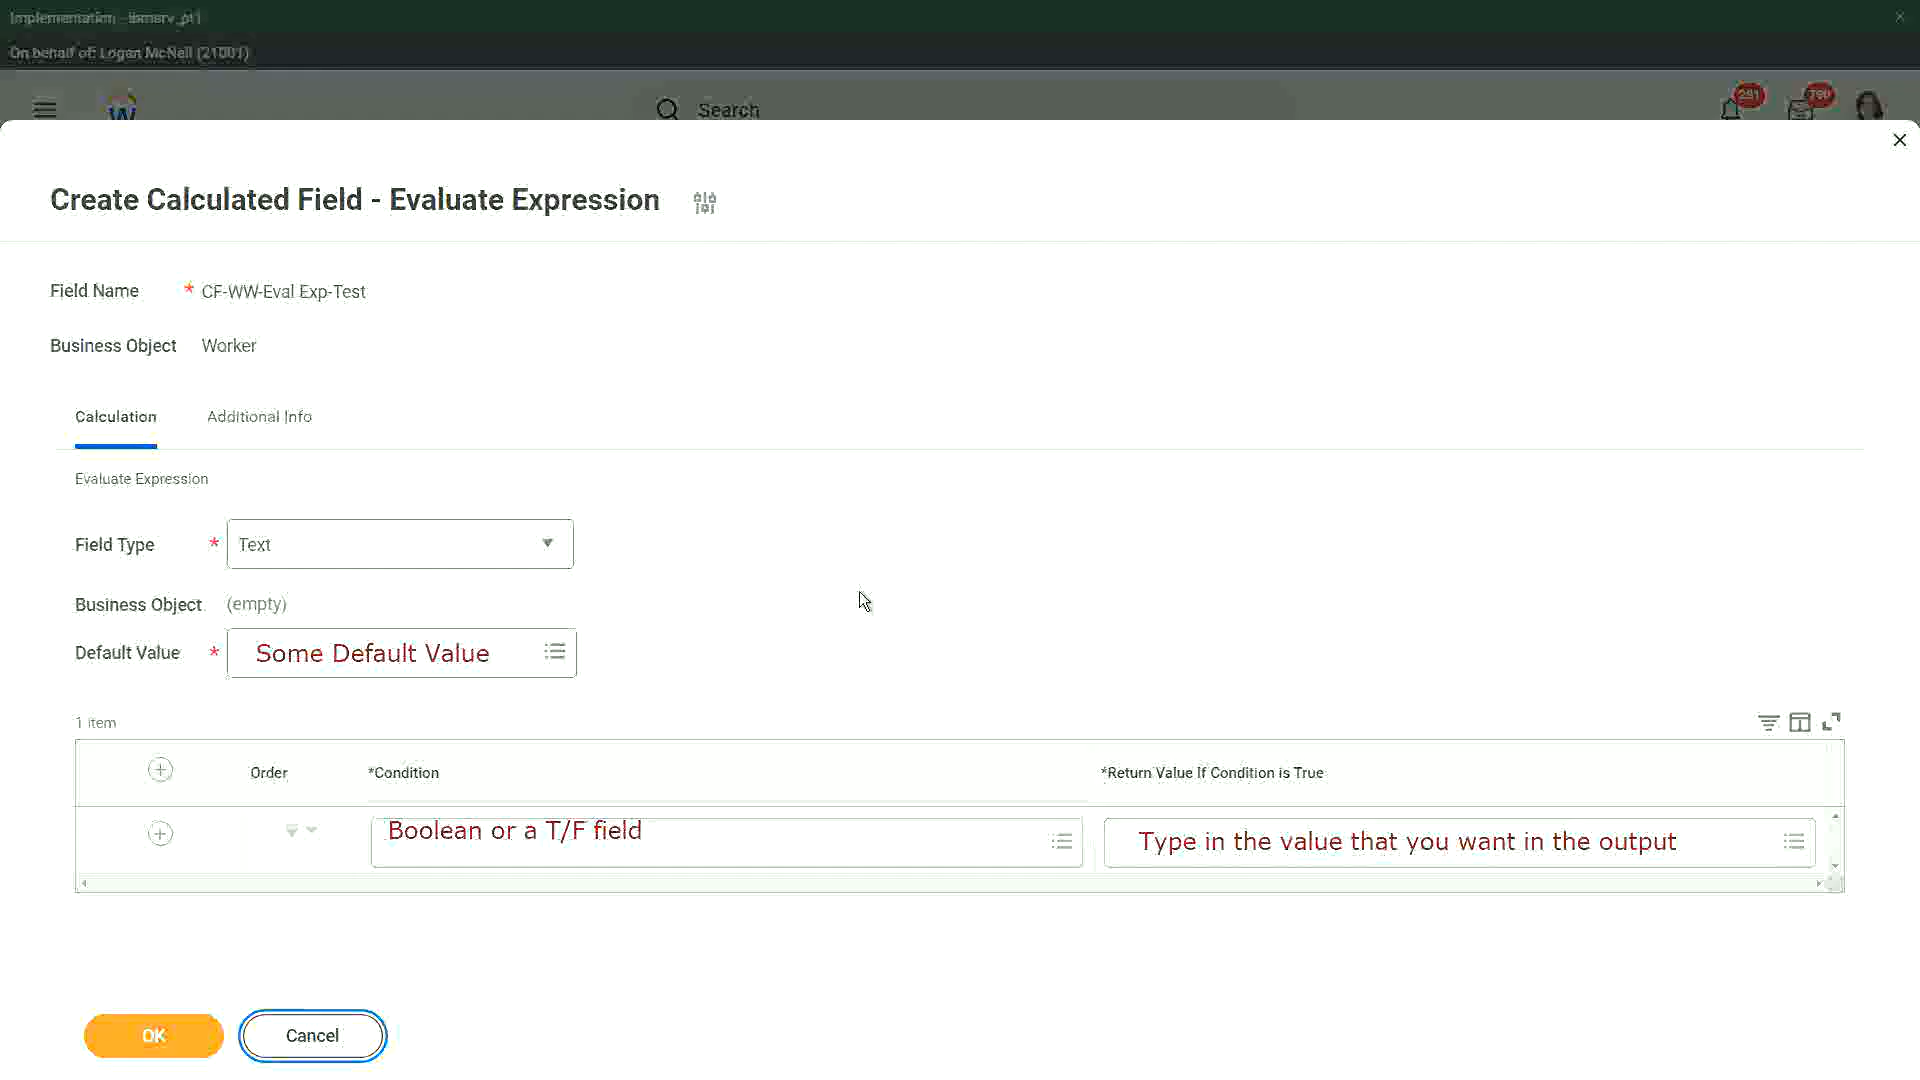 Implementation -
On behalf of: Logan McNeil (21001)
Search
281
780
Create Calculated Field - Evaluate Expression
Field Name * CF-WW-Eval Exp-Test
Business Object Worker
Calculation Additional Info
Evaluate Expression
Field Type * Text
Business Object (empty)
Default Value * Some Default Value
1 item
Order *Condition *Return Value If Condition is True
Boolean or a T/F field Type in the value that you want in the output
OK Cancel